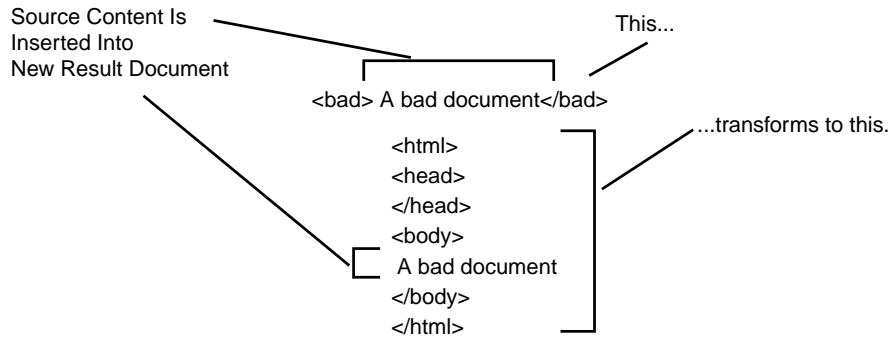 Source Content Is
Inserted Into
New Result Document
This...
<bad> A bad document</bad>
...transforms to this.
<html>
<head>
</head>
<body>
A bad document
</body>
</html>